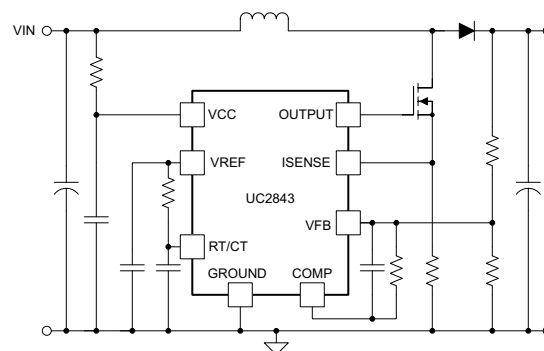 VIN
VCC
OUTPUT
VREF
ISENSE
UC2843
VFB
RT/CT
GROUND
COMP